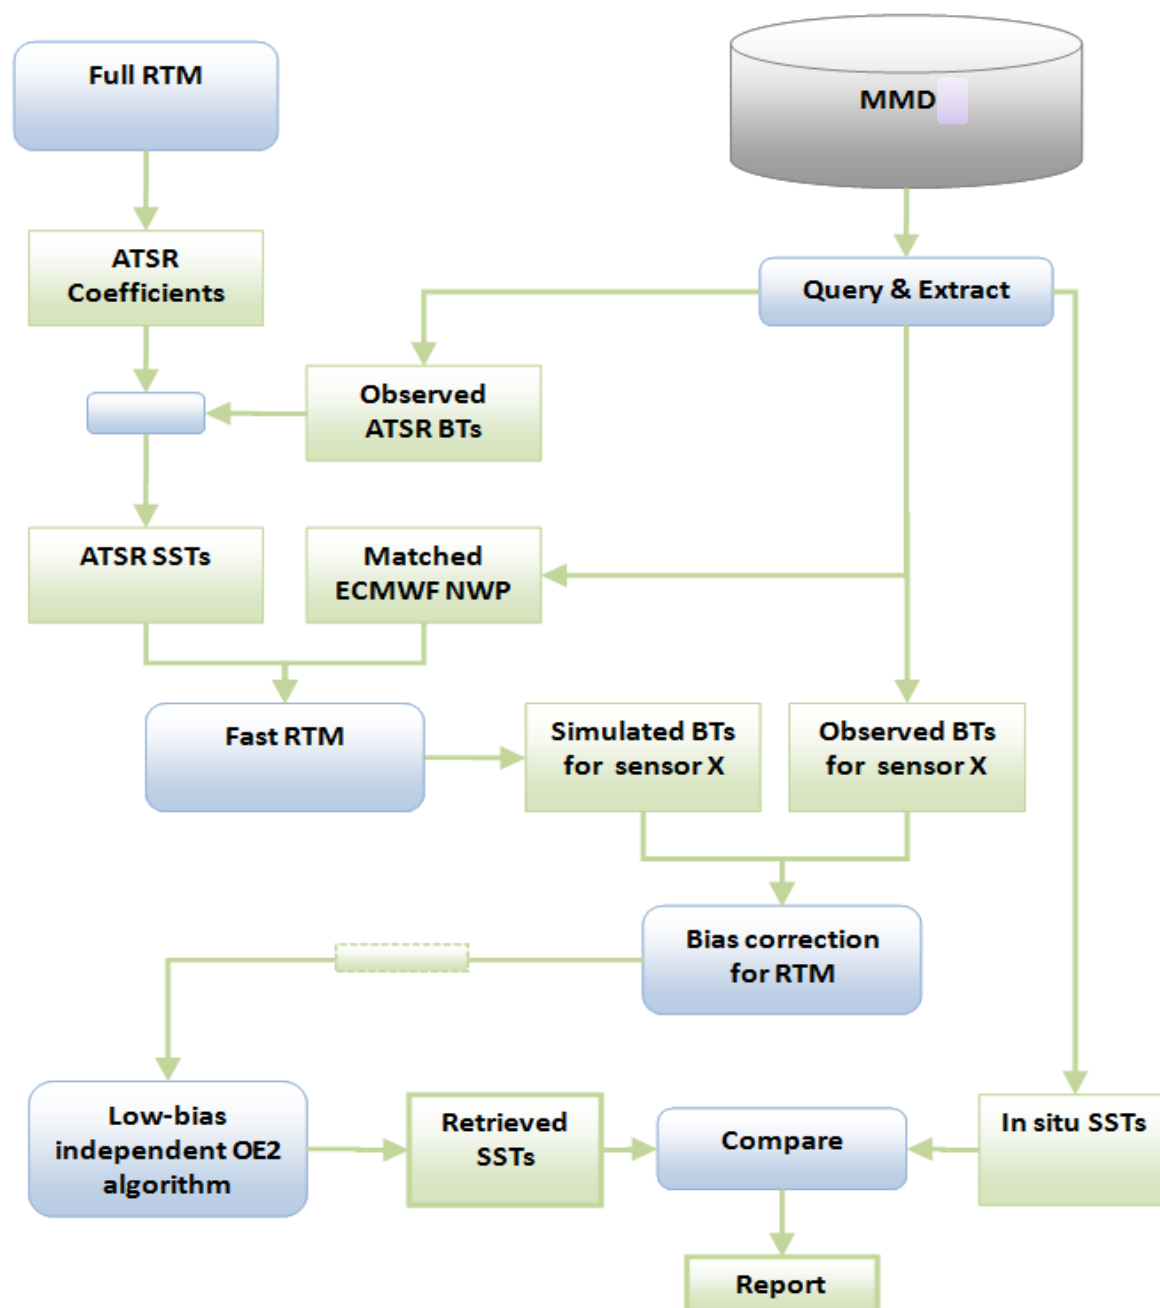 Full RTM
MMD
ATSR
Coefficients
Query & Extract
Observed
ATSR BTs
ATSR SSTs
Matched
ECMWF NWP
Fast RTM
Simulated BTs
for sensor X
Observed BTs
for sensor X
Bias correction
for RTM
Low-bias
independent OE2
algorithm
Retrieved
SSTs
Compare
In situ SSTs
Report